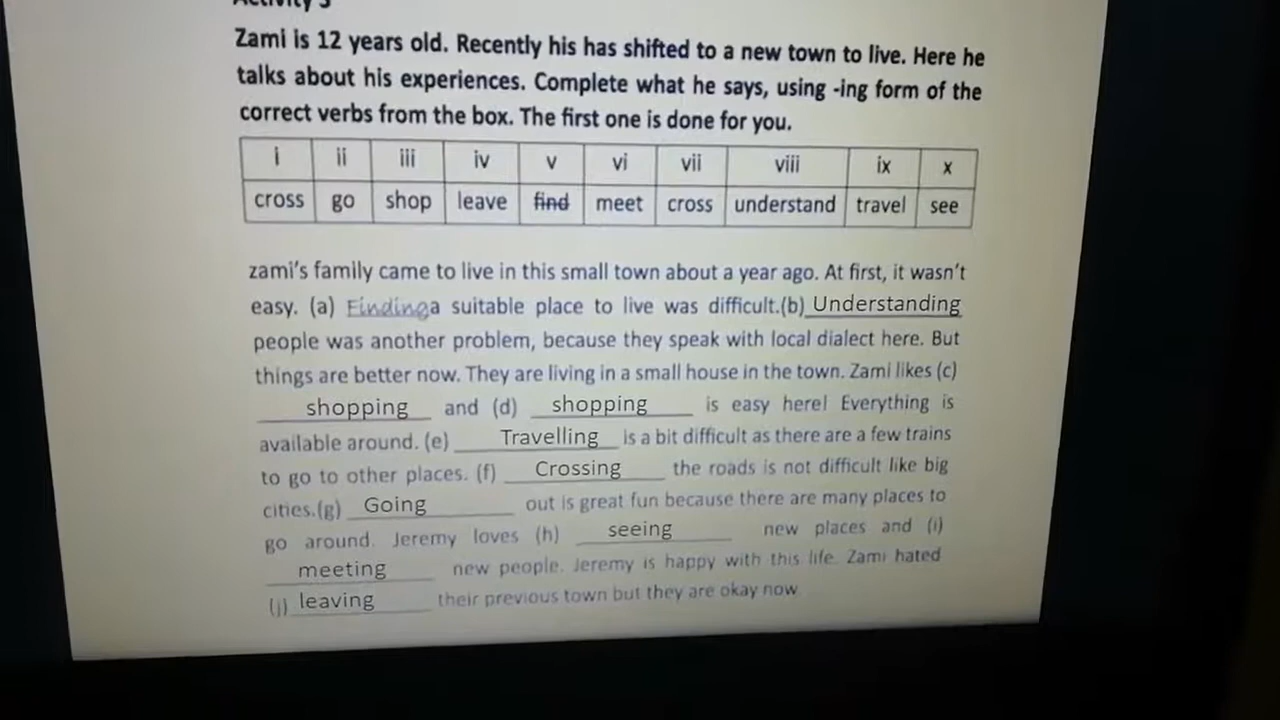 Activity 3
Zami is 12 years old. Recently his has shifted to a new town to live. Here he
talks about his experiences. Complete what he says, using -ing form of the
correct verbs from the box. The first one is done for you.
i ii iii iv v vi vii viii ix x
cross go shop leave find meet cross understand travel see
zami's family came to live in this small town about a year ago. At first, it wasn't
easy. (a) Findinga suitable place to live was difficult.(b) Understanding
people was another problem, because they speak with local dialect here. But
things are better now. They are living in a small house in the town. Zami likes (c)
shopping and (d) shopping is easy here! Everything is
available around. (e) Travelling is a bit difficult as there are a few trains
to go to other places. (f) Crossing the roads is not difficult like big
cities.(g) Going out is great fun because there are many places to
go around. Jeremy loves (h) seeing new places and (i)
meeting new people. Jeremy is happy with this life. Zami hated
(j) leaving their previous town but they are okay now